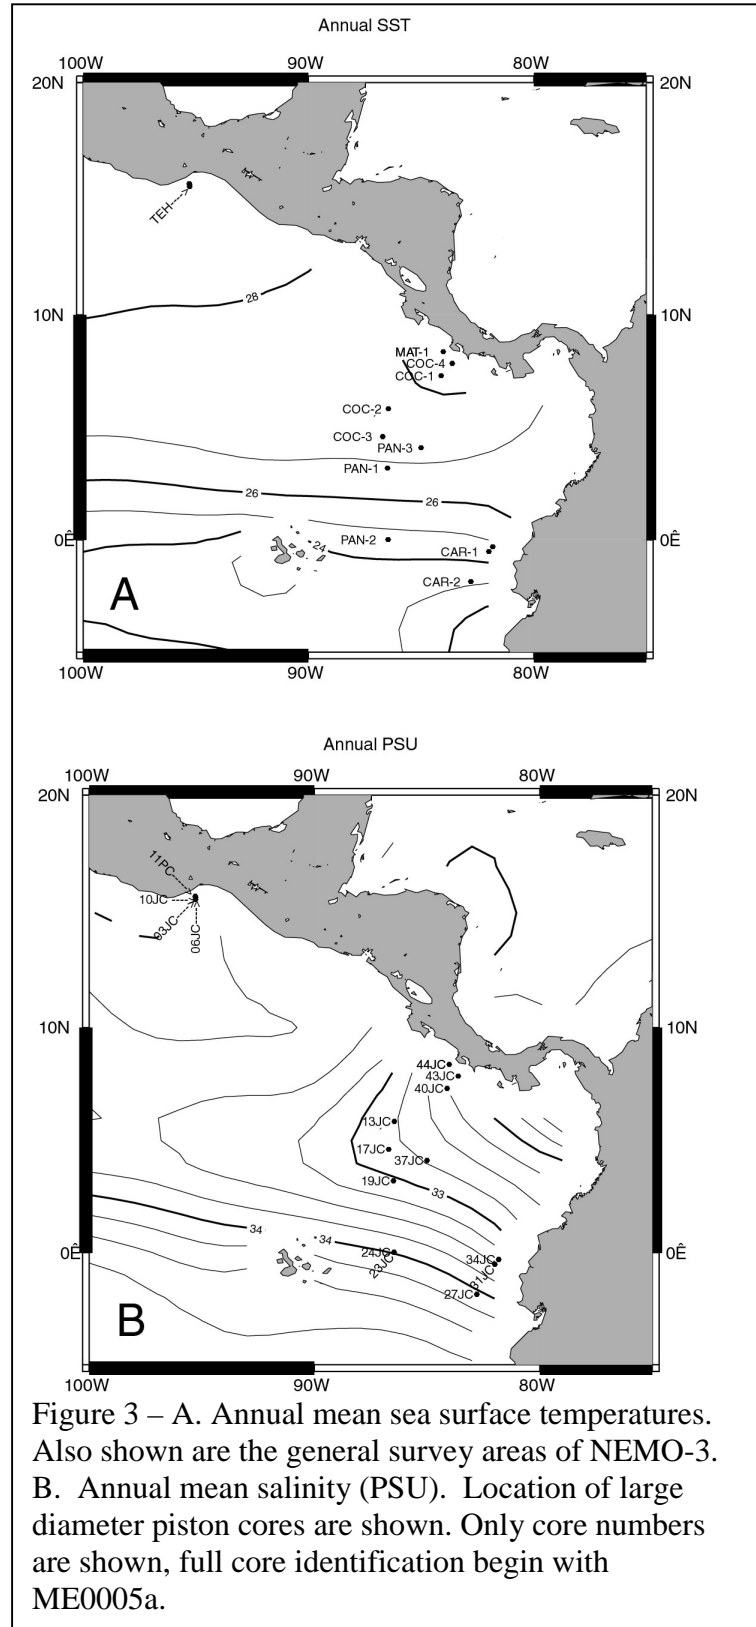 Annual SST
100W 90W 80W
20N 20N
TEH
28
10N 10N
MAT-1
COC-4
COC-1
COC-2
COC-3
PAN-3
PAN-1
26 26
0Ê PAN-2 24 CAR-1 0Ê
CAR-2
A
100W 90W 80W
Annual PSU
100W 90W 80W
20N 20N
11PC
10JC
03JC
06JC
10N 10N
44JC
43JC
40JC
13JC
17JC
37JC
19JC
33
34 34
0Ê 24JC 34JC 0Ê
23JC 31JC
27JC
B
100W 90W 80W
Figure 3 – A. Annual mean sea surface temperatures.
Also shown are the general survey areas of NEMO-3.
B. Annual mean salinity (PSU). Location of large
diameter piston cores are shown. Only core numbers
are shown, full core identification begin with
ME0005a.